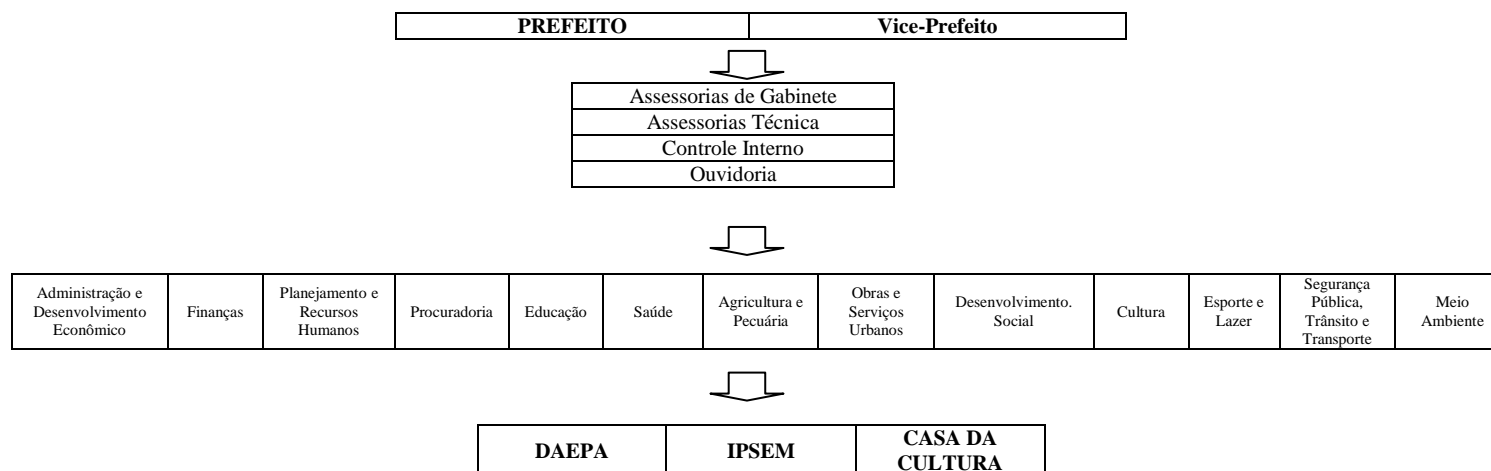 PREFEITO Vice-Prefeito
Assessorias de Gabinete
Assessorias Técnica
Controle Interno
Ouvidoria
Administração e
Desenvolvimento
Econômico
Finanças
Planejamento e
Recursos
Humanos
Procuradoria
Educação
Saúde
Agricultura e
Pecuária
Obras e
Serviços
Urbanos
Desenvolvimento.
Social
Cultura
Esporte e
Lazer
Segurança
Pública,
Trânsito e
Transporte
Meio
Ambiente
DAEPA
IPSEM
CASA DA
CULTURA